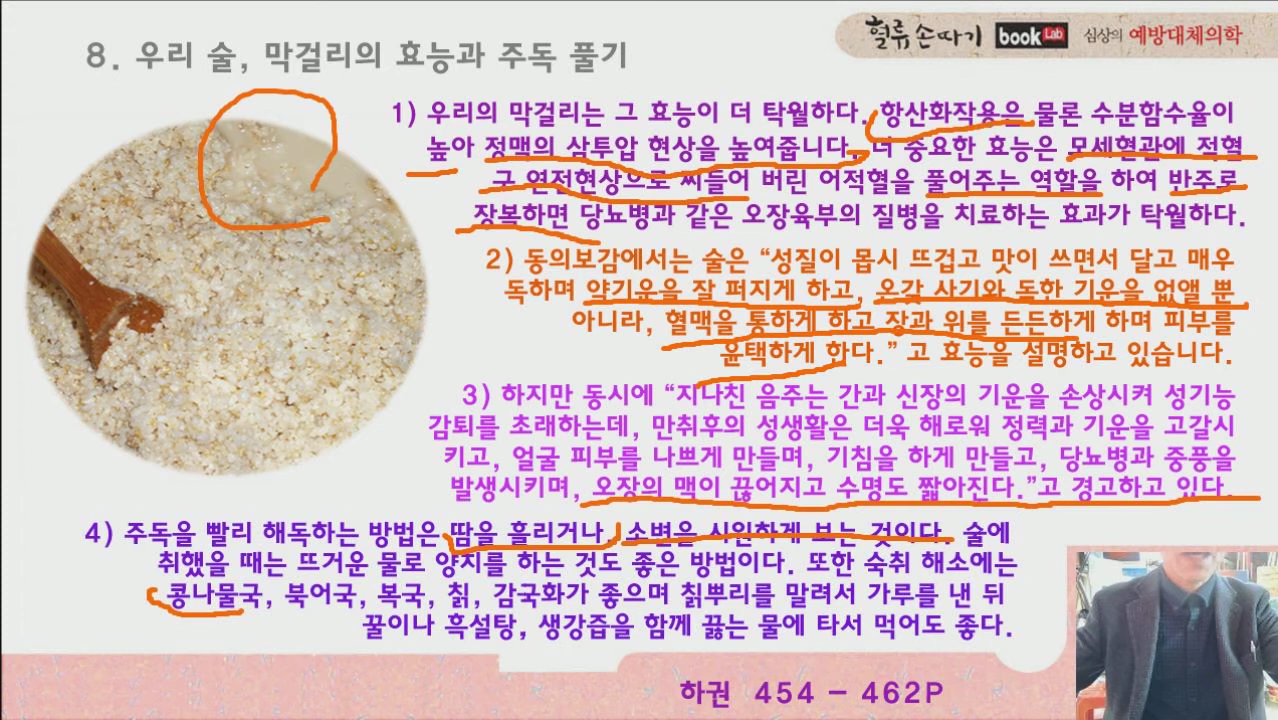 8. 우리 술, 막걸리의 효능과 주독 풀기
혈류 손따기 book Lab 심상의 예방대체의학
1) 우리의 막걸리는 그 효능이 더 탁월하다. 항산화작용은 물론 수분함수율이
높아 정맥의 삼투압 현상을 높여줍니다. 더 중요한 효능은 모세혈관에 적혈
구 연전현상으로 찌들어 버린 어적혈을 풀어주는 역할을 하여 반주로
장복하면 당뇨병과 같은 오장육부의 질병을 치료하는 효과가 탁월하다.
2) 동의보감에서는 술은 “성질이 몹시 뜨겁고 맛이 쓰면서 달고 매우
독하며 약기운을 잘 퍼지게 하고, 온갖 사기와 독한 기운을 없앨 뿐
아니라, 혈맥을 통하게 하고 장과 위를 든든하게 하며 피부를
윤택하게 한다.” 고 효능을 설명하고 있습니다.
3) 하지만 동시에 “지나친 음주는 간과 신장의 기운을 손상시켜 성기능
감퇴를 초래하는데, 만취후의 성생활은 더욱 해로워 정력과 기운을 고갈시
키고, 얼굴 피부를 나쁘게 만들며, 기침을 하게 만들고, 당뇨병과 중풍을
발생시키며, 오장의 맥이 끊어지고 수명도 짧아진다.”고 경고하고 있다.
4) 주독을 빨리 해독하는 방법은 땀을 흘리거나, 소변을 시원하게 보는 것이다. 술에
취했을 때는 뜨거운 물로 양치를 하는 것도 좋은 방법이다. 또한 숙취 해소에는
콩나물국, 북어국, 복국, 칡, 감국화가 좋으며 칡뿌리를 말려서 가루를 낸 뒤
꿀이나 흑설탕, 생강즙을 함께 끓는 물에 타서 먹어도 좋다.
하권 454 – 462P